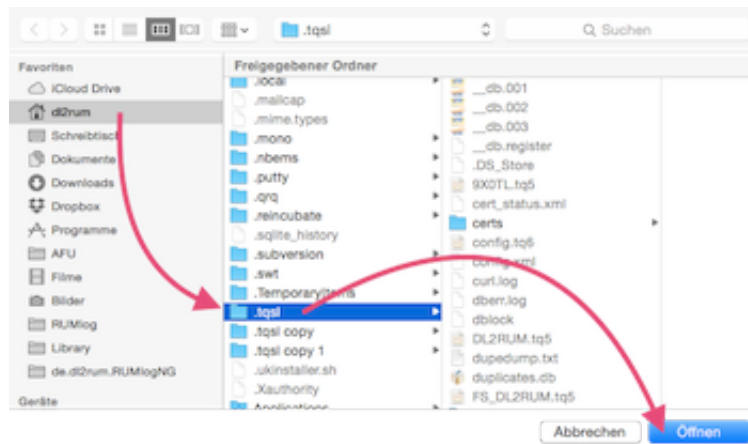 .tqsl
Suchen
Favoriten
iCloud Drive
dl2rum
Schreibtisch
Dokumente
Downloads
Dropbox
Programme
AFU
Filme
Bilder
RUMlog
Library
de.dl2rum.RUMlogNG
Geräte
Freigegebener Ordner
.local
.mailcap
.mime.types
.mono
.nbems
.putty
.qrq
.reincubate
.sqlite_history
.subversion
.swt
.TemporaryItems
.tqsl
.tqsl copy
.tqsl copy 1
.ukinstaller.sh
.Xauthority
Applications
__db.001
__db.002
__db.003
__db.register
.DS_Store
9X0TL.tq5
cert_status.xml
certs
config.tq6
config.xml
curl.log
dberr.log
dblock
DL2RUM.tq5
dupedump.txt
duplicates.db
FS_DL2RUM.tq5
Abbrechen
Öffnen